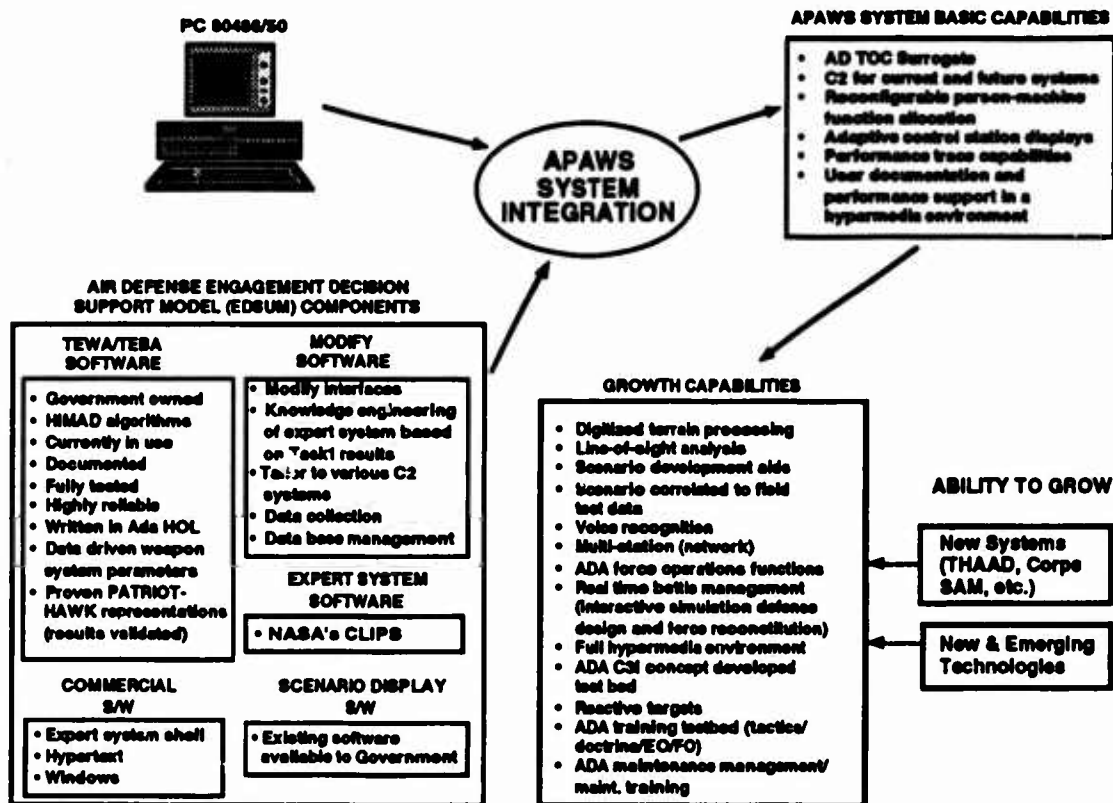 PC 80486/50
APAWS
SYSTEM
INTEGRATION
APAWS SYSTEM BASIC CAPABILITIES
• AD TOC Surrogate
• C2 for current and future systems
• Reconfigurable person-machine
function allocation
• Adaptive control station displays
• Performance trace capabilities
• User documentation and
performance support in a
hypermedia environment
AIR DEFENSE ENGAGEMENT DECISION
SUPPORT MODEL (EDSUM) COMPONENTS
TEWA/TEBA
SOFTWARE
• Government owned
• HIMAD algorithms
• Currently in use
• Documented
• Fully tested
• Highly reliable
• Written in Ada HOL
• Data driven weapon
system parameters
• Proven PATRIOT-
HAWK representations
(results validated)
MODIFY
SOFTWARE
• Modify interfaces
• Knowledge engineering
of expert system based
on Task1 results
• to various C2
systems
• Data collection
• Data base management
EXPERT SYSTEM
SOFTWARE
• NASA's CLIPS
COMMERCIAL
S/W
• Expert system shell
• Hypertext
• Windows
SCENARIO DISPLAY
S/W
• Existing software
available to Government
GROWTH CAPABILITIES
• Digitized terrain processing
• Line-of-sight analysis
• Scenario development aids
• Scenario correlated to field
test data
• Voice recognition
• Multi-station (network)
• ADA force operations functions
• Real time battle management
(interactive simulation defense
design and force reconstitution)
• Full hypermedia environment
• ADA C3I concept developed
test bed
• Reactive targets
• ADA training testbed (tactics/
doctrine/EO/FO)
• ADA maintenance management/
maint. training
ABILITY TO GROW
New Systems
(THAAD, Corps
SAM, etc.)
New & Emerging
Technologies